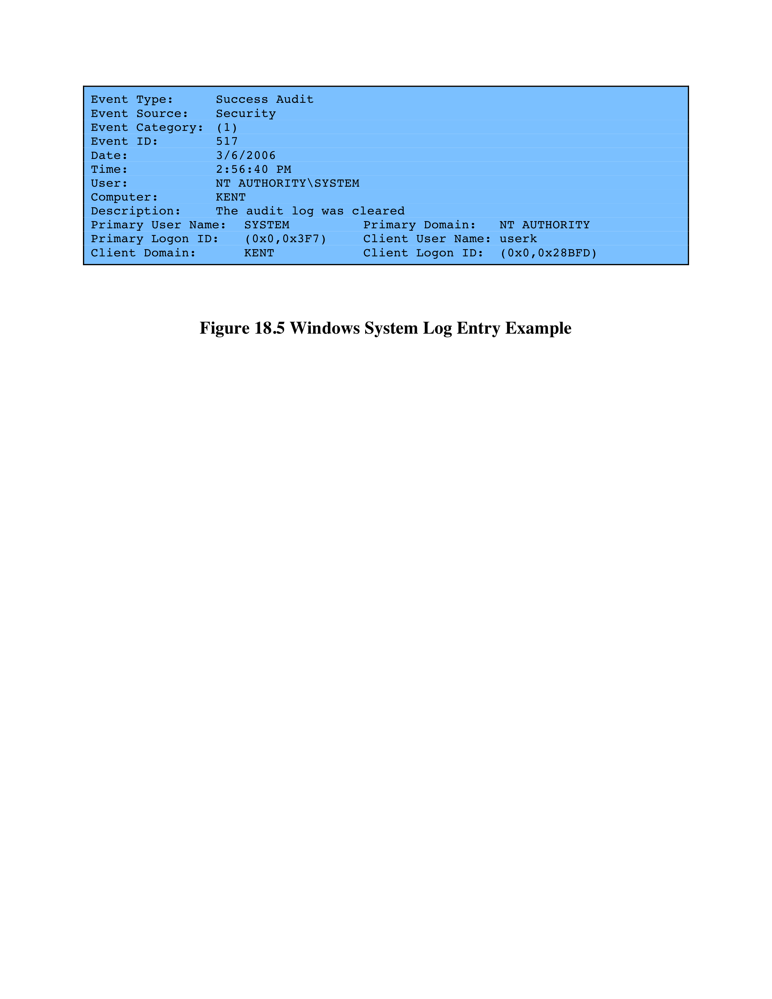 Event Type: Success Audit
Event Source: Security
Event Category: (1)
Event ID: 517
Date: 3/6/2006
Time: 2:56:40 PM
User: NT AUTHORITY\SYSTEM
Computer: KENT
Description: The audit log was cleared
Primary User Name: SYSTEM Primary Domain: NT AUTHORITY
Primary Logon ID: (0x0,0x3F7) Client User Name: userk
Client Domain: KENT Client Logon ID: (0x0,0x28BFD)
Figure 18.5 Windows System Log Entry Example